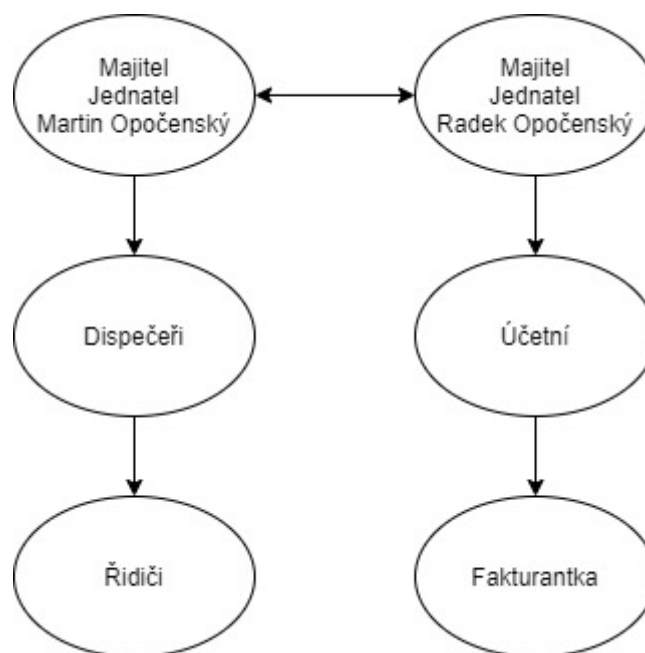 Majitel
Jednatel
Martin Opočenský
Majitel
Jednatel
Radek Opočenský
Dispečeři
Účetní
Řidiči
Fakturantka